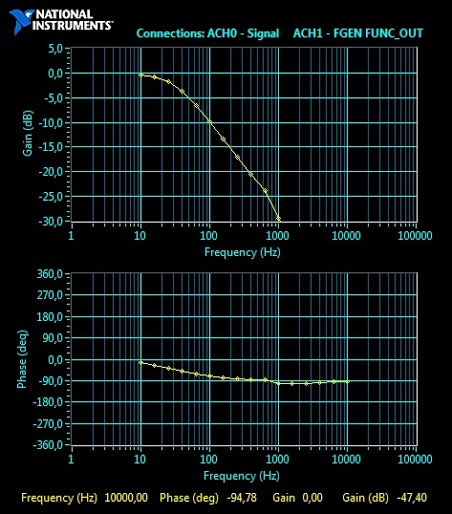 NATIONAL
INSTRUMENTS
Connections: ACH0 - Signal ACH1 - FGEN FUNC_OUT
5,0
0,0
-5,0
-10,0
-15,0
-20,0
-25,0
-30,0
Gain (dB)
1 10 100 1000 10000 100000
Frequency (Hz)
360,0
270,0
180,0
90,0
0,0
-90,0
-180,0
-270,0
-360,0
Phase (deg)
1 10 100 1000 10000 100000
Frequency (Hz)
Frequency (Hz) 10000,00 Phase (deg) -94,78 Gain 0,00 Gain (dB) -47,40